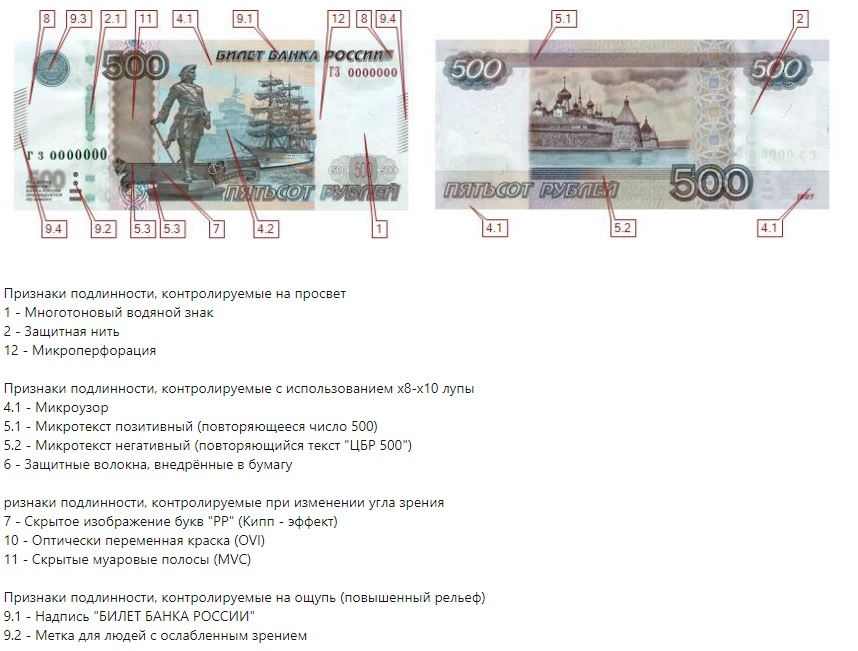 8 9.3 2.1 11 4.1 9.1 12 8 9.4
5.1 2
500 БИЛЕТ БАНКА РОССИИ
ГЗ 0000000
500 500
гз 0000000
500
500
500
ПЯТЬСОТ РУБЛЕЙ
ПЯТЬСОТ РУБЛЕЙ 500
1997
9.4 9.2 5.3 5.3 7 4.2 1
4.1 5.2 4.1
Признаки подлинности, контролируемые на просвет
1 - Многотоновый водяной знак
2 - Защитная нить
12 - Микроперфорация
Признаки подлинности, контролируемые с использованием х8-х10 лупы
4.1 - Микроузор
5.1 - Микротекст позитивный (повторяющееся число 500)
5.2 - Микротекст негативный (повторяющийся текст "ЦБР 500")
6 - Защитные волокна, внедрённые в бумагу
ризнаки подлинности, контролируемые при изменении угла зрения
7 - Скрытое изображение букв "РР" (Кипп - эффект)
10 - Оптически переменная краска (OVI)
11 - Скрытые муаровые полосы (MVC)
Признаки подлинности, контролируемые на ощупь (повышенный рельеф)
9.1 - Надпись "БИЛЕТ БАНКА РОССИИ"
9.2 - Метка для людей с ослабленным зрением